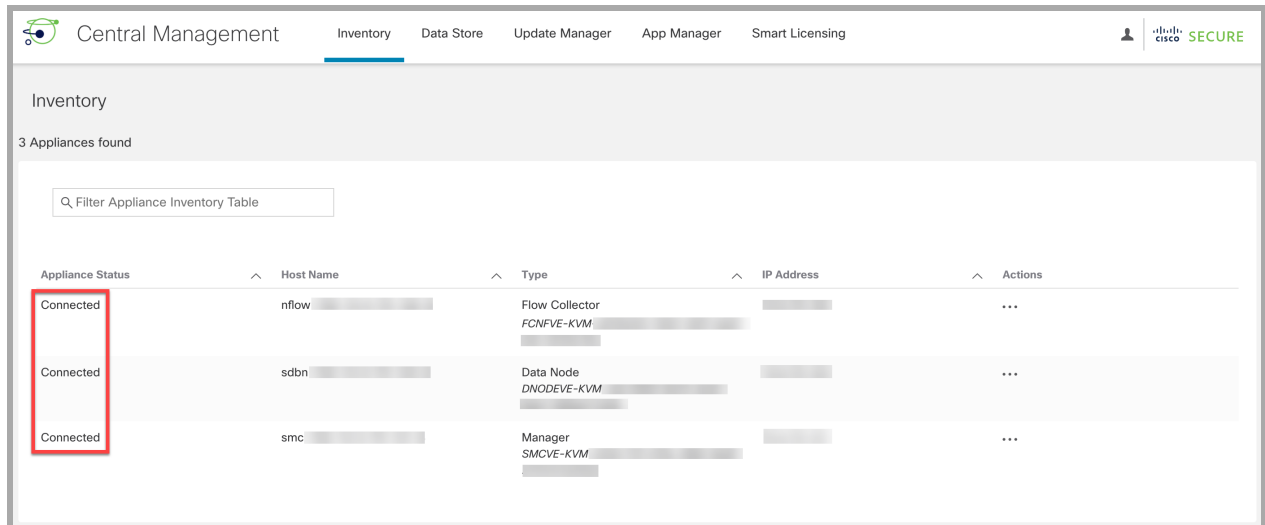 Central Management Inventory Data Store Update Manager App Manager Smart Licensing cisco SECURE
Inventory
3 Appliances found
Filter Appliance Inventory Table
Appliance Status Host Name Type IP Address Actions
Connected nflow Flow Collector ...
FCNFVE-KVM-
Connected sdbn Data Node ...
DNODEVE-KVM
Connected smc Manager ...
SMCVE-KVM